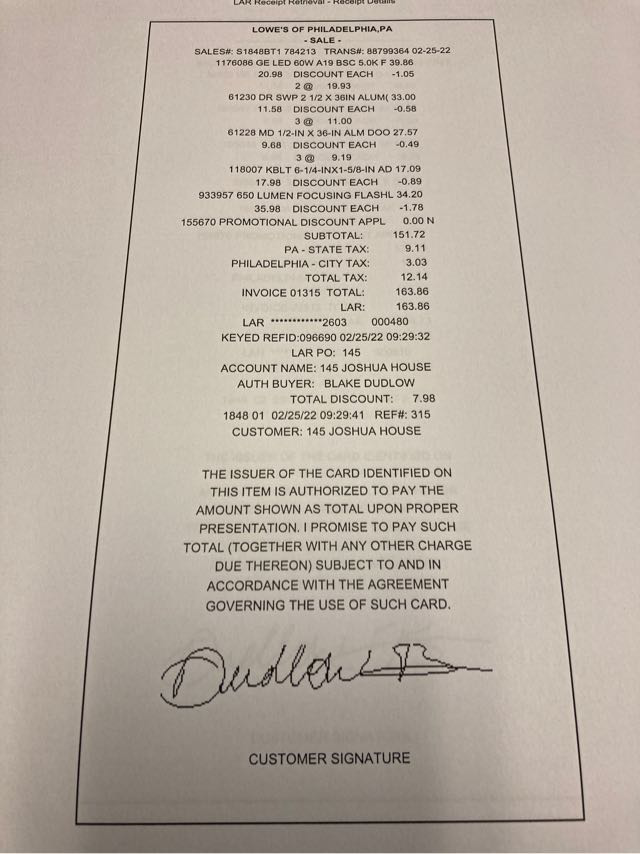 LAR Receipt Retrieval - Receipt Details
LOWE'S OF PHILADELPHIA,PA
- SALE -
SALES#: S1848BT1 784213 TRANS#: 88799364 02-25-22
1176086 GE LED 60W A19 BSC 5.0K F 39.86
20.98 DISCOUNT EACH -1.05
2 @ 19.93
61230 DR SWP 2 1/2 X 36IN ALUM( 33.00
11.58 DISCOUNT EACH -0.58
3 @ 11.00
61228 MD 1/2-IN X 36-IN ALM DOO 27.57
9.68 DISCOUNT EACH -0.49
3 @ 9.19
118007 KBLT 6-1/4-INX1-5/8-IN AD 17.09
17.98 DISCOUNT EACH -0.89
933957 650 LUMEN FOCUSING FLASHL 34.20
35.98 DISCOUNT EACH -1.78
155670 PROMOTIONAL DISCOUNT APPL 0.00 N
SUBTOTAL: 151.72
PA - STATE TAX: 9.11
PHILADELPHIA - CITY TAX: 3.03
TOTAL TAX: 12.14
INVOICE 01315 TOTAL: 163.86
LAR: 163.86
LAR ************2603 000480
KEYED REFID:096690 02/25/22 09:29:32
LAR PO: 145
ACCOUNT NAME: 145 JOSHUA HOUSE
AUTH BUYER: BLAKE DUDLOW
TOTAL DISCOUNT: 7.98
1848 01 02/25/22 09:29:41 REF#: 315
CUSTOMER: 145 JOSHUA HOUSE
THE ISSUER OF THE CARD IDENTIFIED ON
THIS ITEM IS AUTHORIZED TO PAY THE
AMOUNT SHOWN AS TOTAL UPON PROPER
PRESENTATION. I PROMISE TO PAY SUCH
TOTAL (TOGETHER WITH ANY OTHER CHARGE
DUE THEREON) SUBJECT TO AND IN
ACCORDANCE WITH THE AGREEMENT
GOVERNING THE USE OF SUCH CARD.
CUSTOMER SIGNATURE